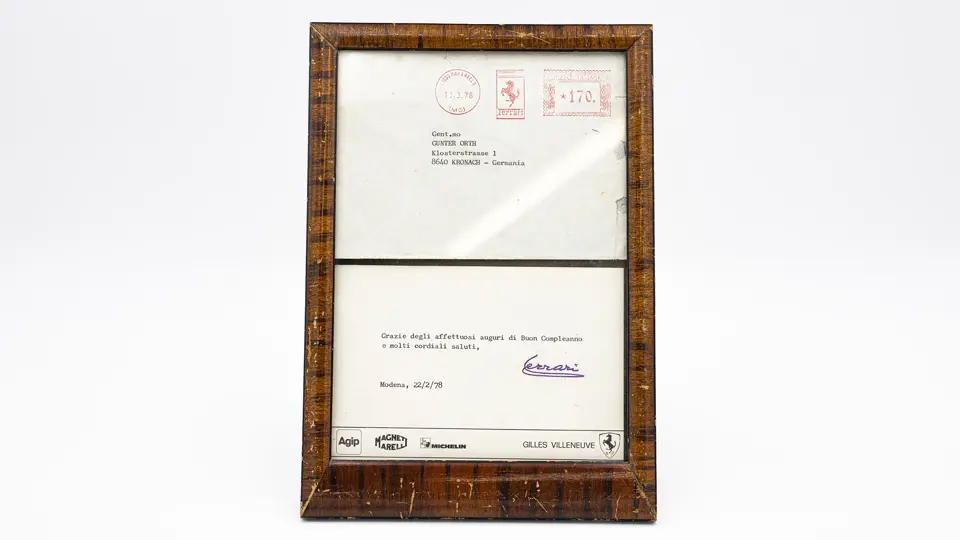 11.3.78
(MO)
Ferrari
*170.
Gent.mo
GUNTER ORTH
Klosterstrasse 1
8640 KRONACH - Germania
Grazie degli affettuosi auguri di Buon Compleanno
e molti cordiali saluti,
Ferrari
Modena, 22/2/78
Agip
MAGNETI
MARELLI
MICHELIN
GILLES VILLENEUVE
S F